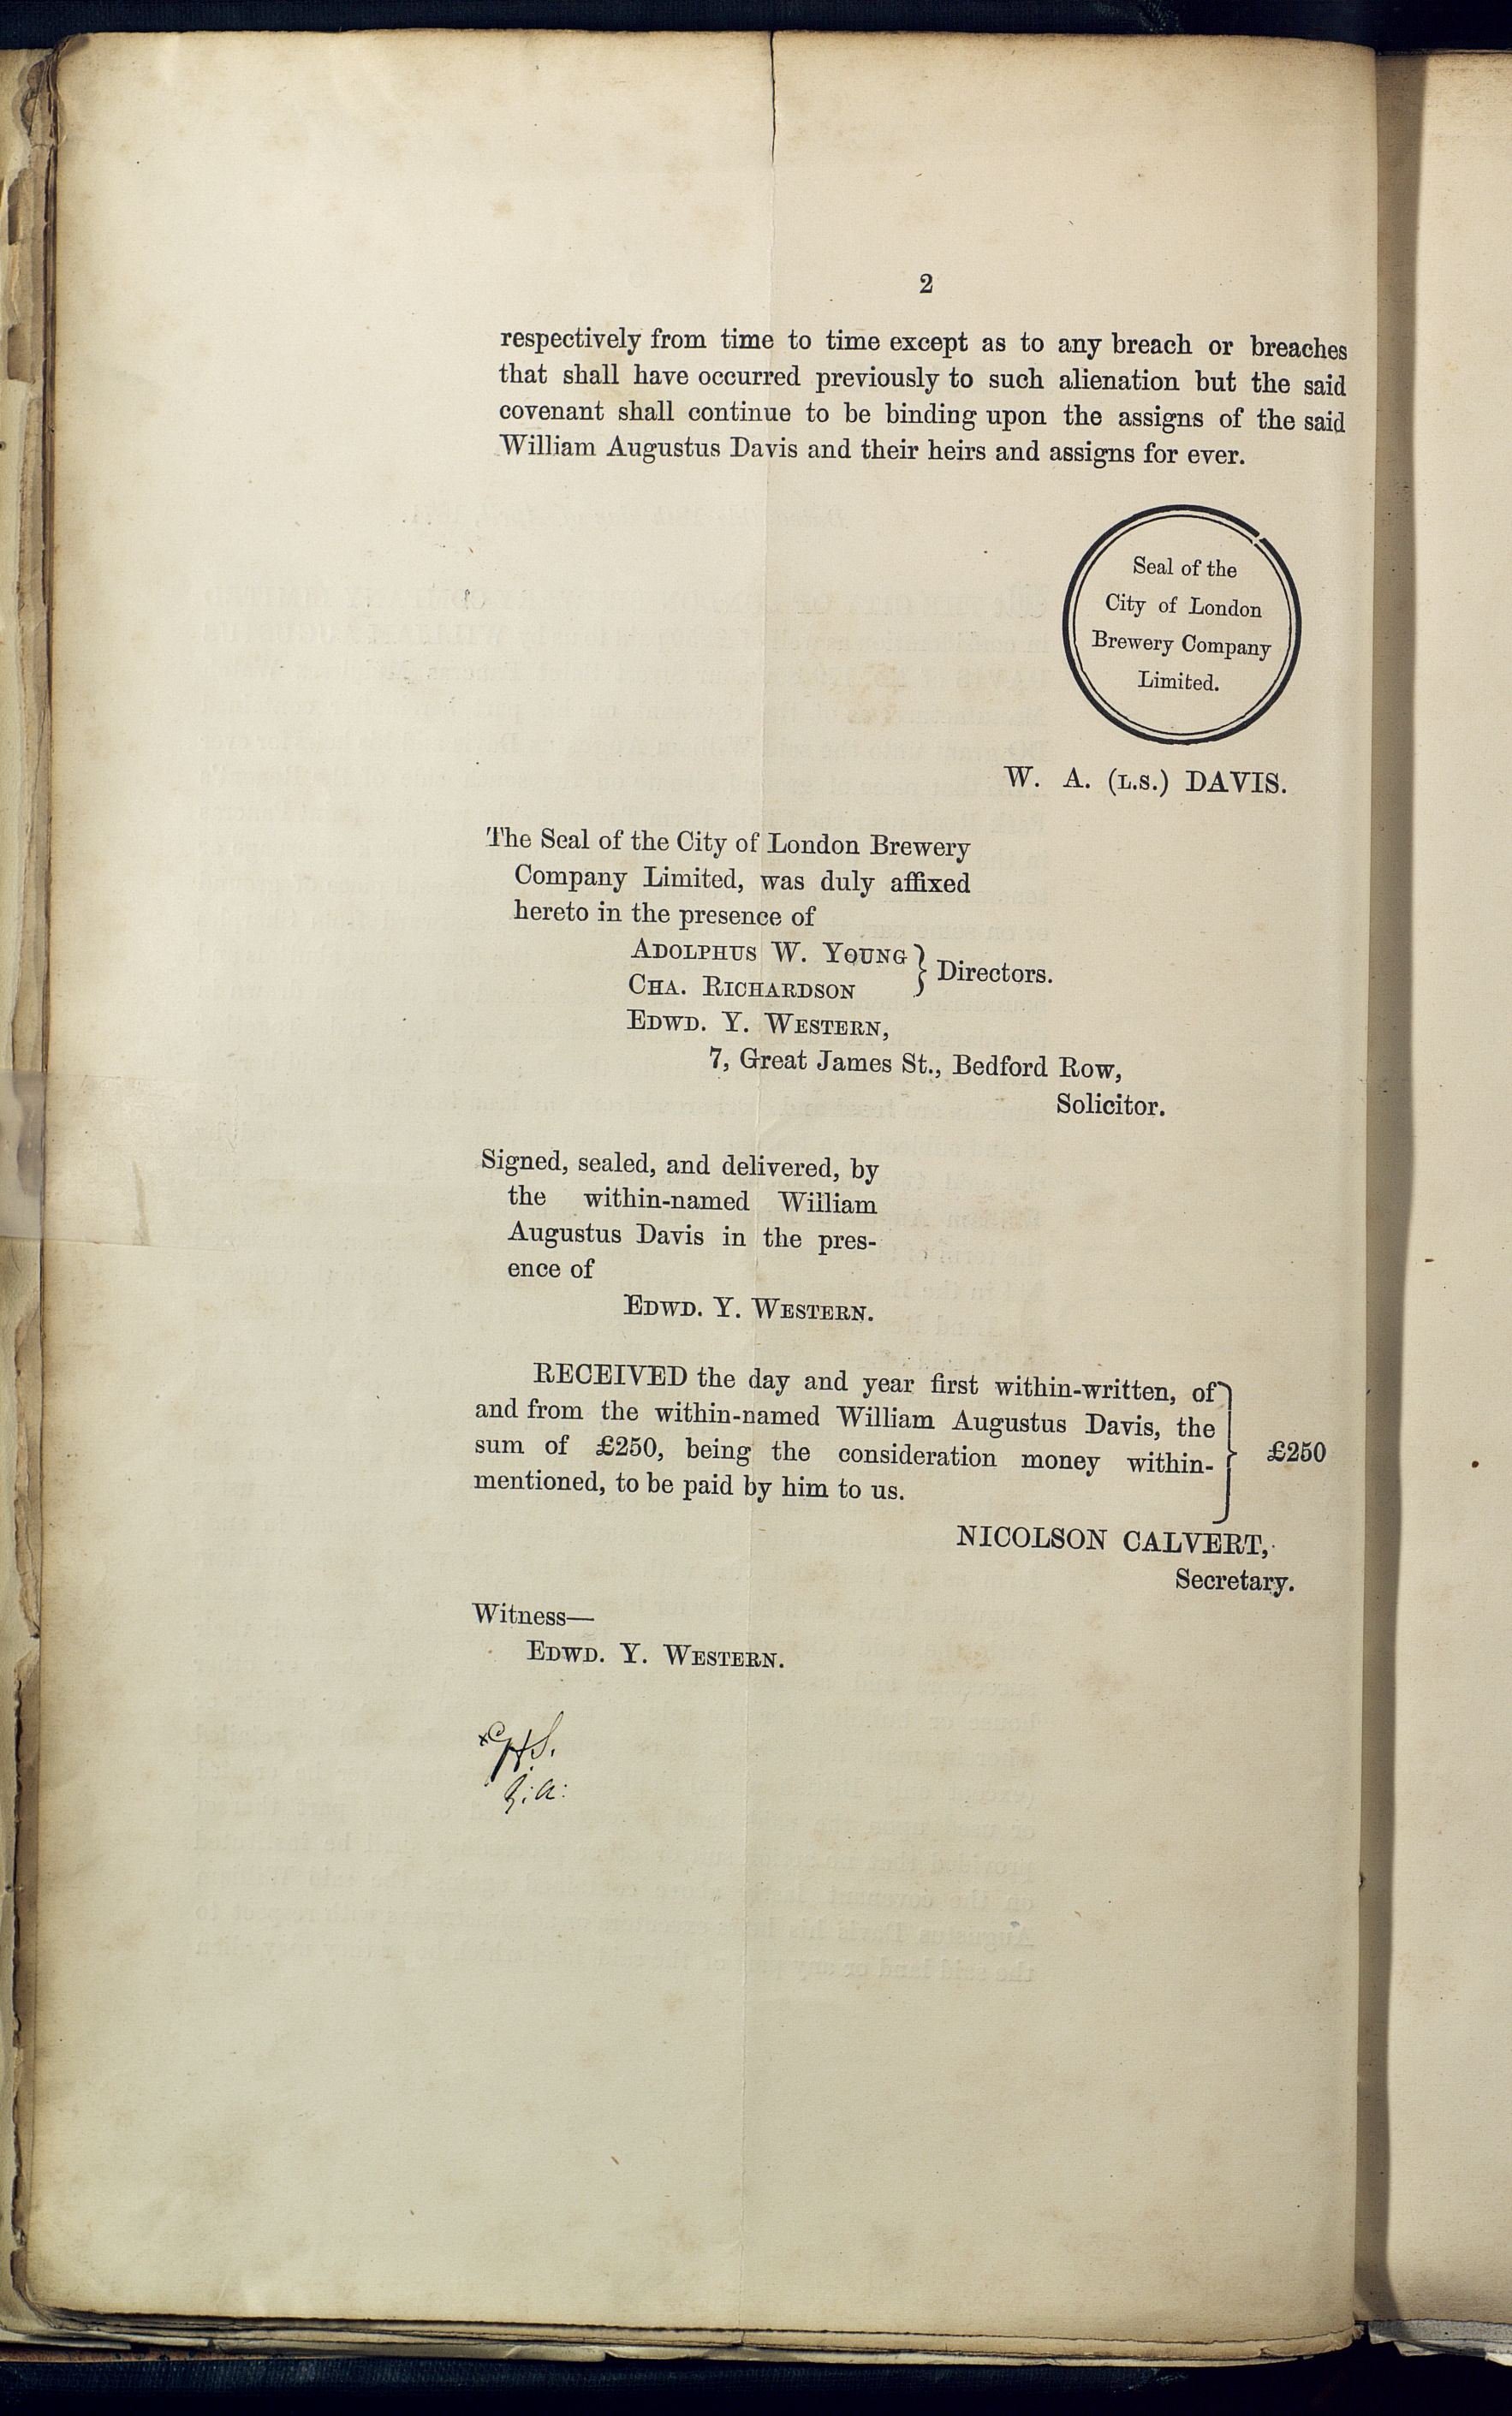 2
respectively from time to time except as to any breach or breaches
that shall have occurred previously to such alienation but the said
covenant shall continue to be binding upon the assigns of the said
William Augustus Davis and their heirs and assigns for ever.
Seal of the
City of London
Brewery Company
Limited.
W. A. (L.S.) DAVIS.
The Seal of the City of London Brewery
Company Limited, was duly affixed
hereto in the presence of
ADOLPHUS W. YOUNG
CHA. RICHARDSON
} Directors.
EDWD. Y. WESTERN,
7, Great James St., Bedford Row,
Solicitor.
Signed, sealed, and delivered, by
the within-named William
Augustus Davis in the pres-
ence of
EDWD. Y. WESTERN.
RECEIVED the day and year first within-written, of
and from the within-named William Augustus Davis, the
sum of £250, being the consideration money within-
mentioned, to be paid by him to us.
} £250
NICOLSON CALVERT,
Secretary.
Witness—
EDWD. Y. WESTERN.